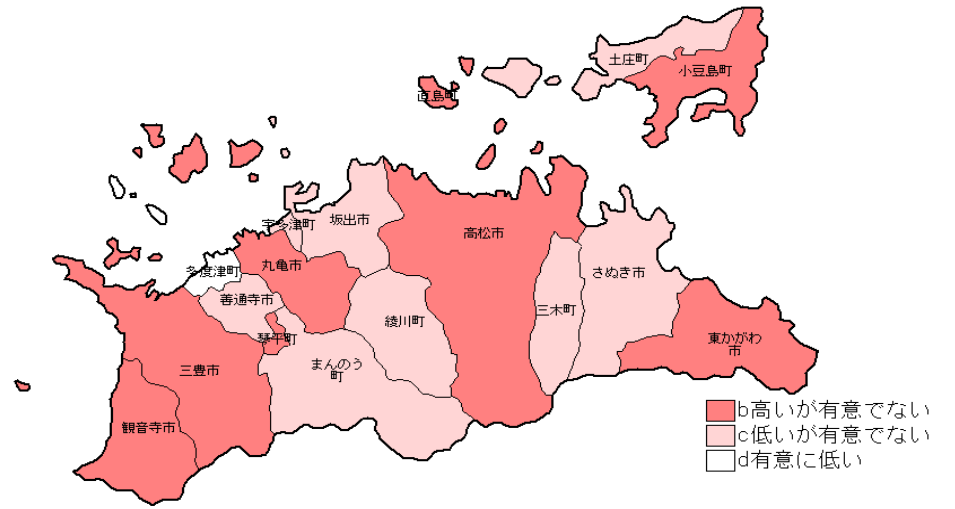 土庄町
小豆島町
直島町
宇多津町
坂出市
高松市
多度津町
丸亀市
さぬき市
善通寺市
綾川町
三木町
琴平町
東かがわ
市
まんのう
町
三豊市
観音寺市
b高いが有意でない
c低いが有意でない
d有意に低い